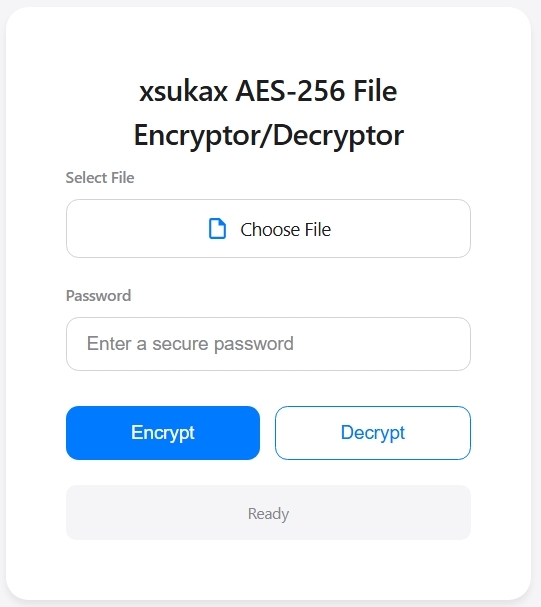 xsukax AES-256 File
Encryptor/Decryptor
Select File
Choose File
Password
Enter a secure password
Encrypt
Decrypt
Ready